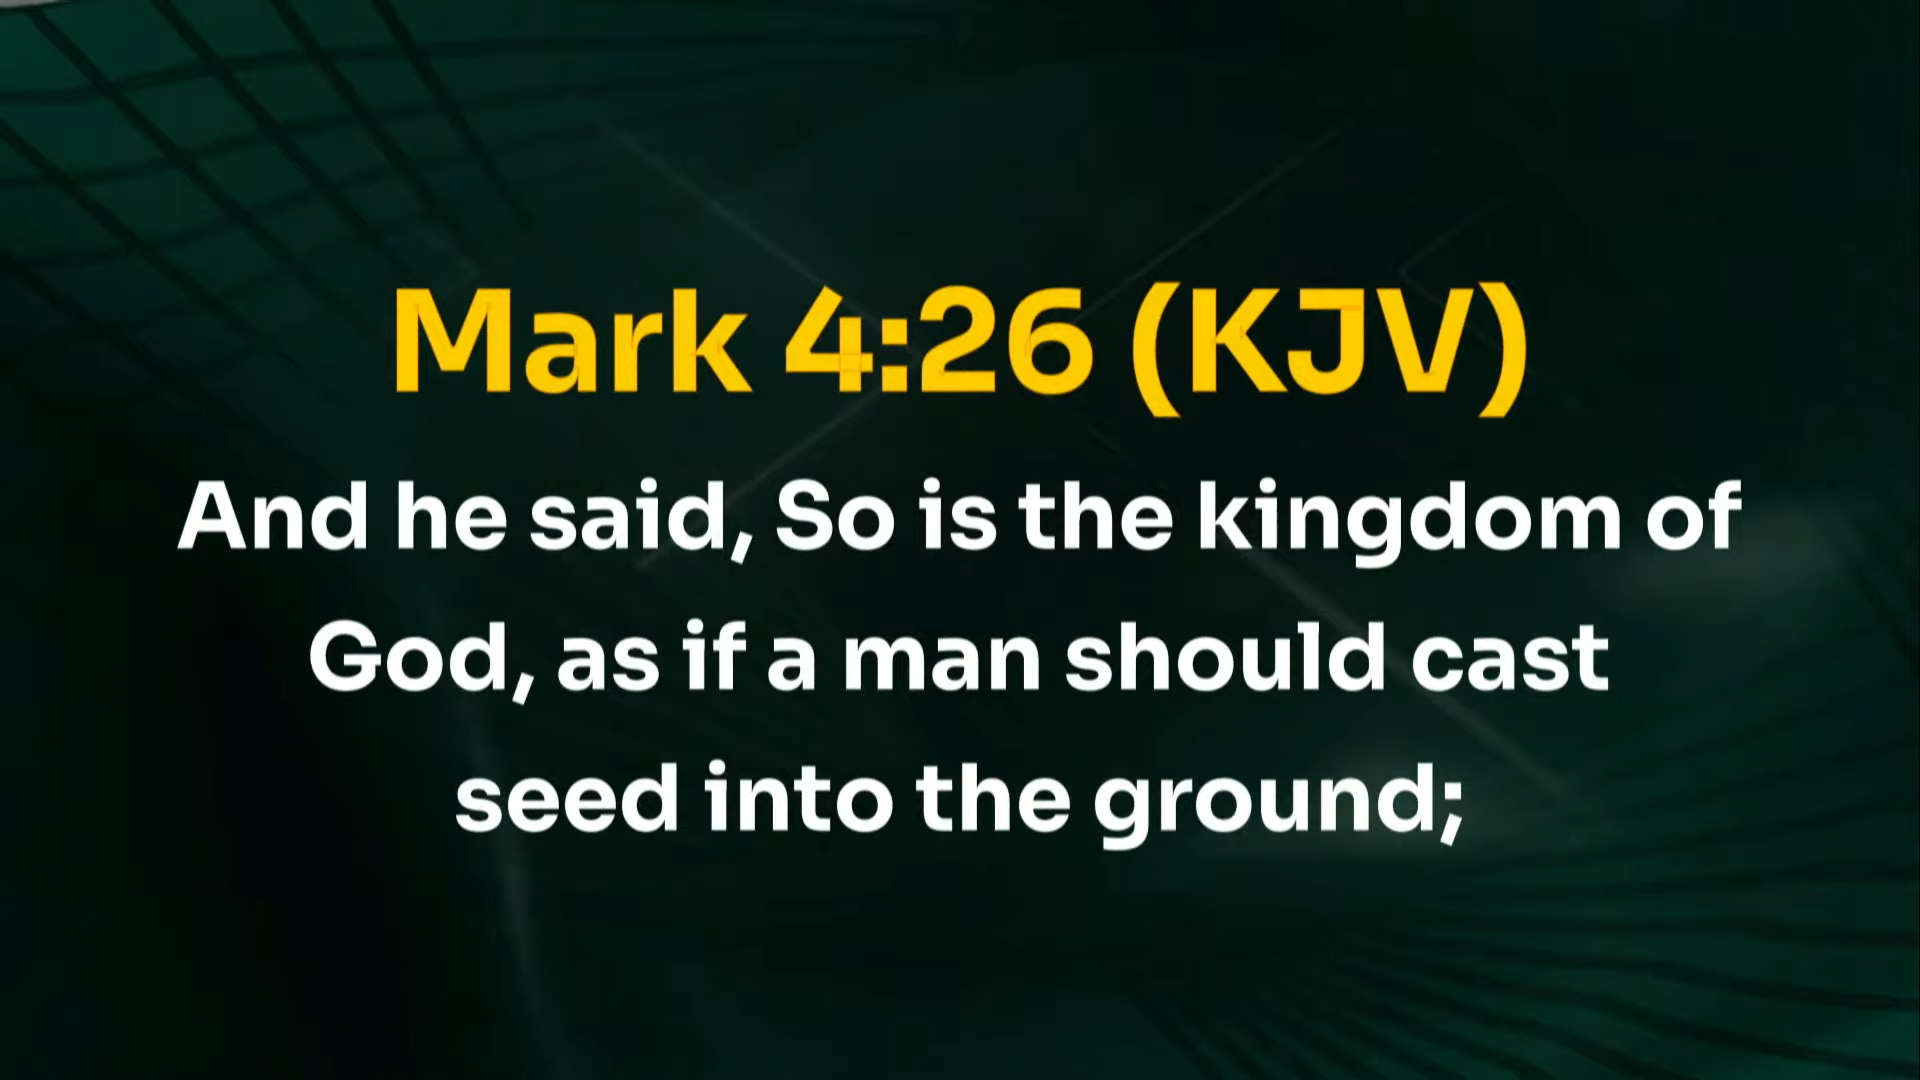 Mark 4:26 (KJV)
And he said, So is the kingdom of
God, as if a man should cast
seed into the ground;